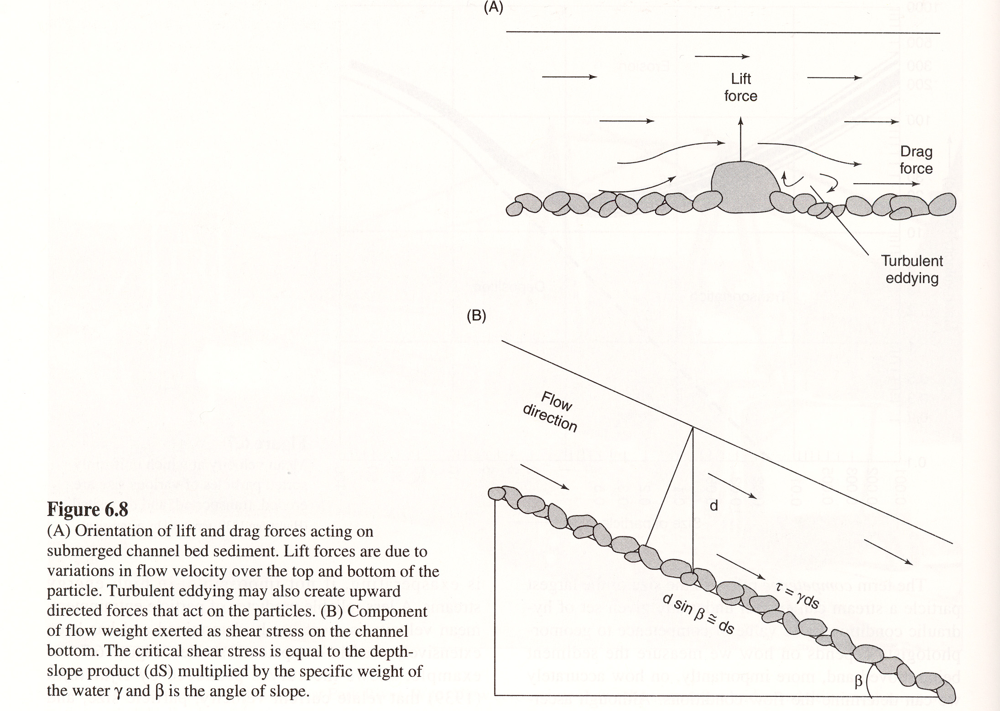 (A)
Lift
force
Drag
force
Turbulent
eddying
(B)
Flow
direction
d
τ = γds
d sin β ≅ ds
β
Figure 6.8
(A) Orientation of lift and drag forces acting on
submerged channel bed sediment. Lift forces are due to
variations in flow velocity over the top and bottom of the
particle. Turbulent eddying may also create upward
directed forces that act on the particles. (B) Component
of flow weight exerted as shear stress on the channel
bottom. The critical shear stress is equal to the depth-
slope product (dS) multiplied by the specific weight of
the water γ and β is the angle of slope.